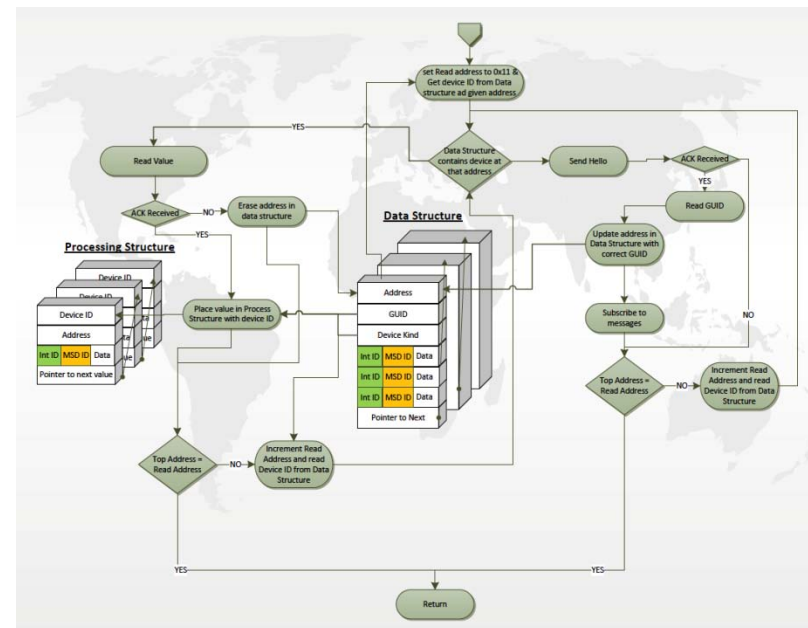 set Read address to 0x11 &
Get device ID from Data
structure ad given address
YES
Read Value
Data Structure
contains device at
that address
Send Hello
ACK Received
YES
Read GUID
ACK Received
NO
Erase address in
data structure
YES
Data Structure
Update address in
Data Structure with
correct GUID
Processing Structure
Device ID
Device ID
Device ID
Address
Int ID MSD ID Data
Pointer to next value
Place value in Process
Structure with device ID
Address
GUID
Device Kind
Int ID MSD ID Data
Int ID MSD ID Data
Int ID MSD ID Data
Pointer to Next
Subscribe to
messages
NO
Top Address =
Read Address
NO
Increment Read
Address and read
Device ID from Data
Structure
Top Address =
Read Address
NO
Increment Read
Address and read
Device ID from Data
Structure
YES
YES
Return